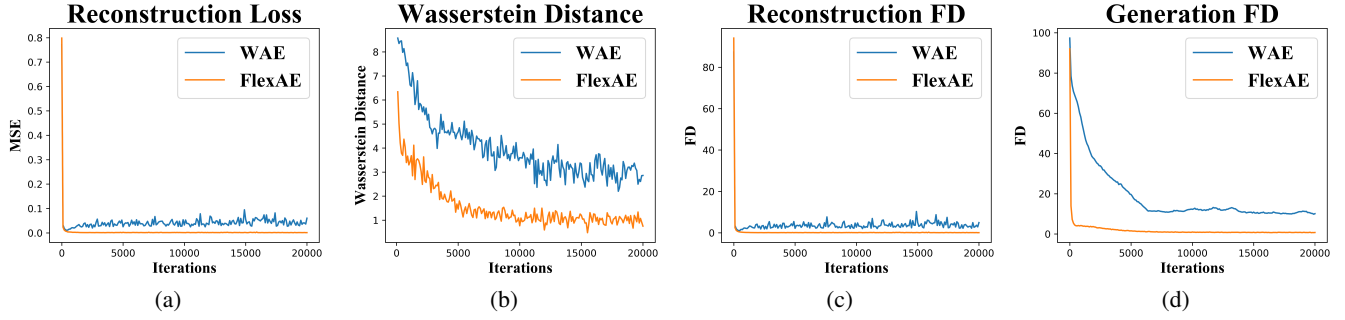 Reconstruction Loss
0.8
0.7
0.6
0.5
0.4
0.3
0.2
0.1
0.0
MSE
WAE
FlexAE
0 5000 10000 15000 20000
Iterations
(a)
Wasserstein Distance
8
7
6
5
4
3
2
1
Wasserstein Distance
WAE
FlexAE
0 5000 10000 15000 20000
Iterations
(b)
Reconstruction FD
80
60
40
20
0
FD
WAE
FlexAE
0 5000 10000 15000 20000
Iterations
(c)
Generation FD
100
80
60
40
20
0
FD
WAE
FlexAE
0 5000 10000 15000 20000
Iterations
(d)